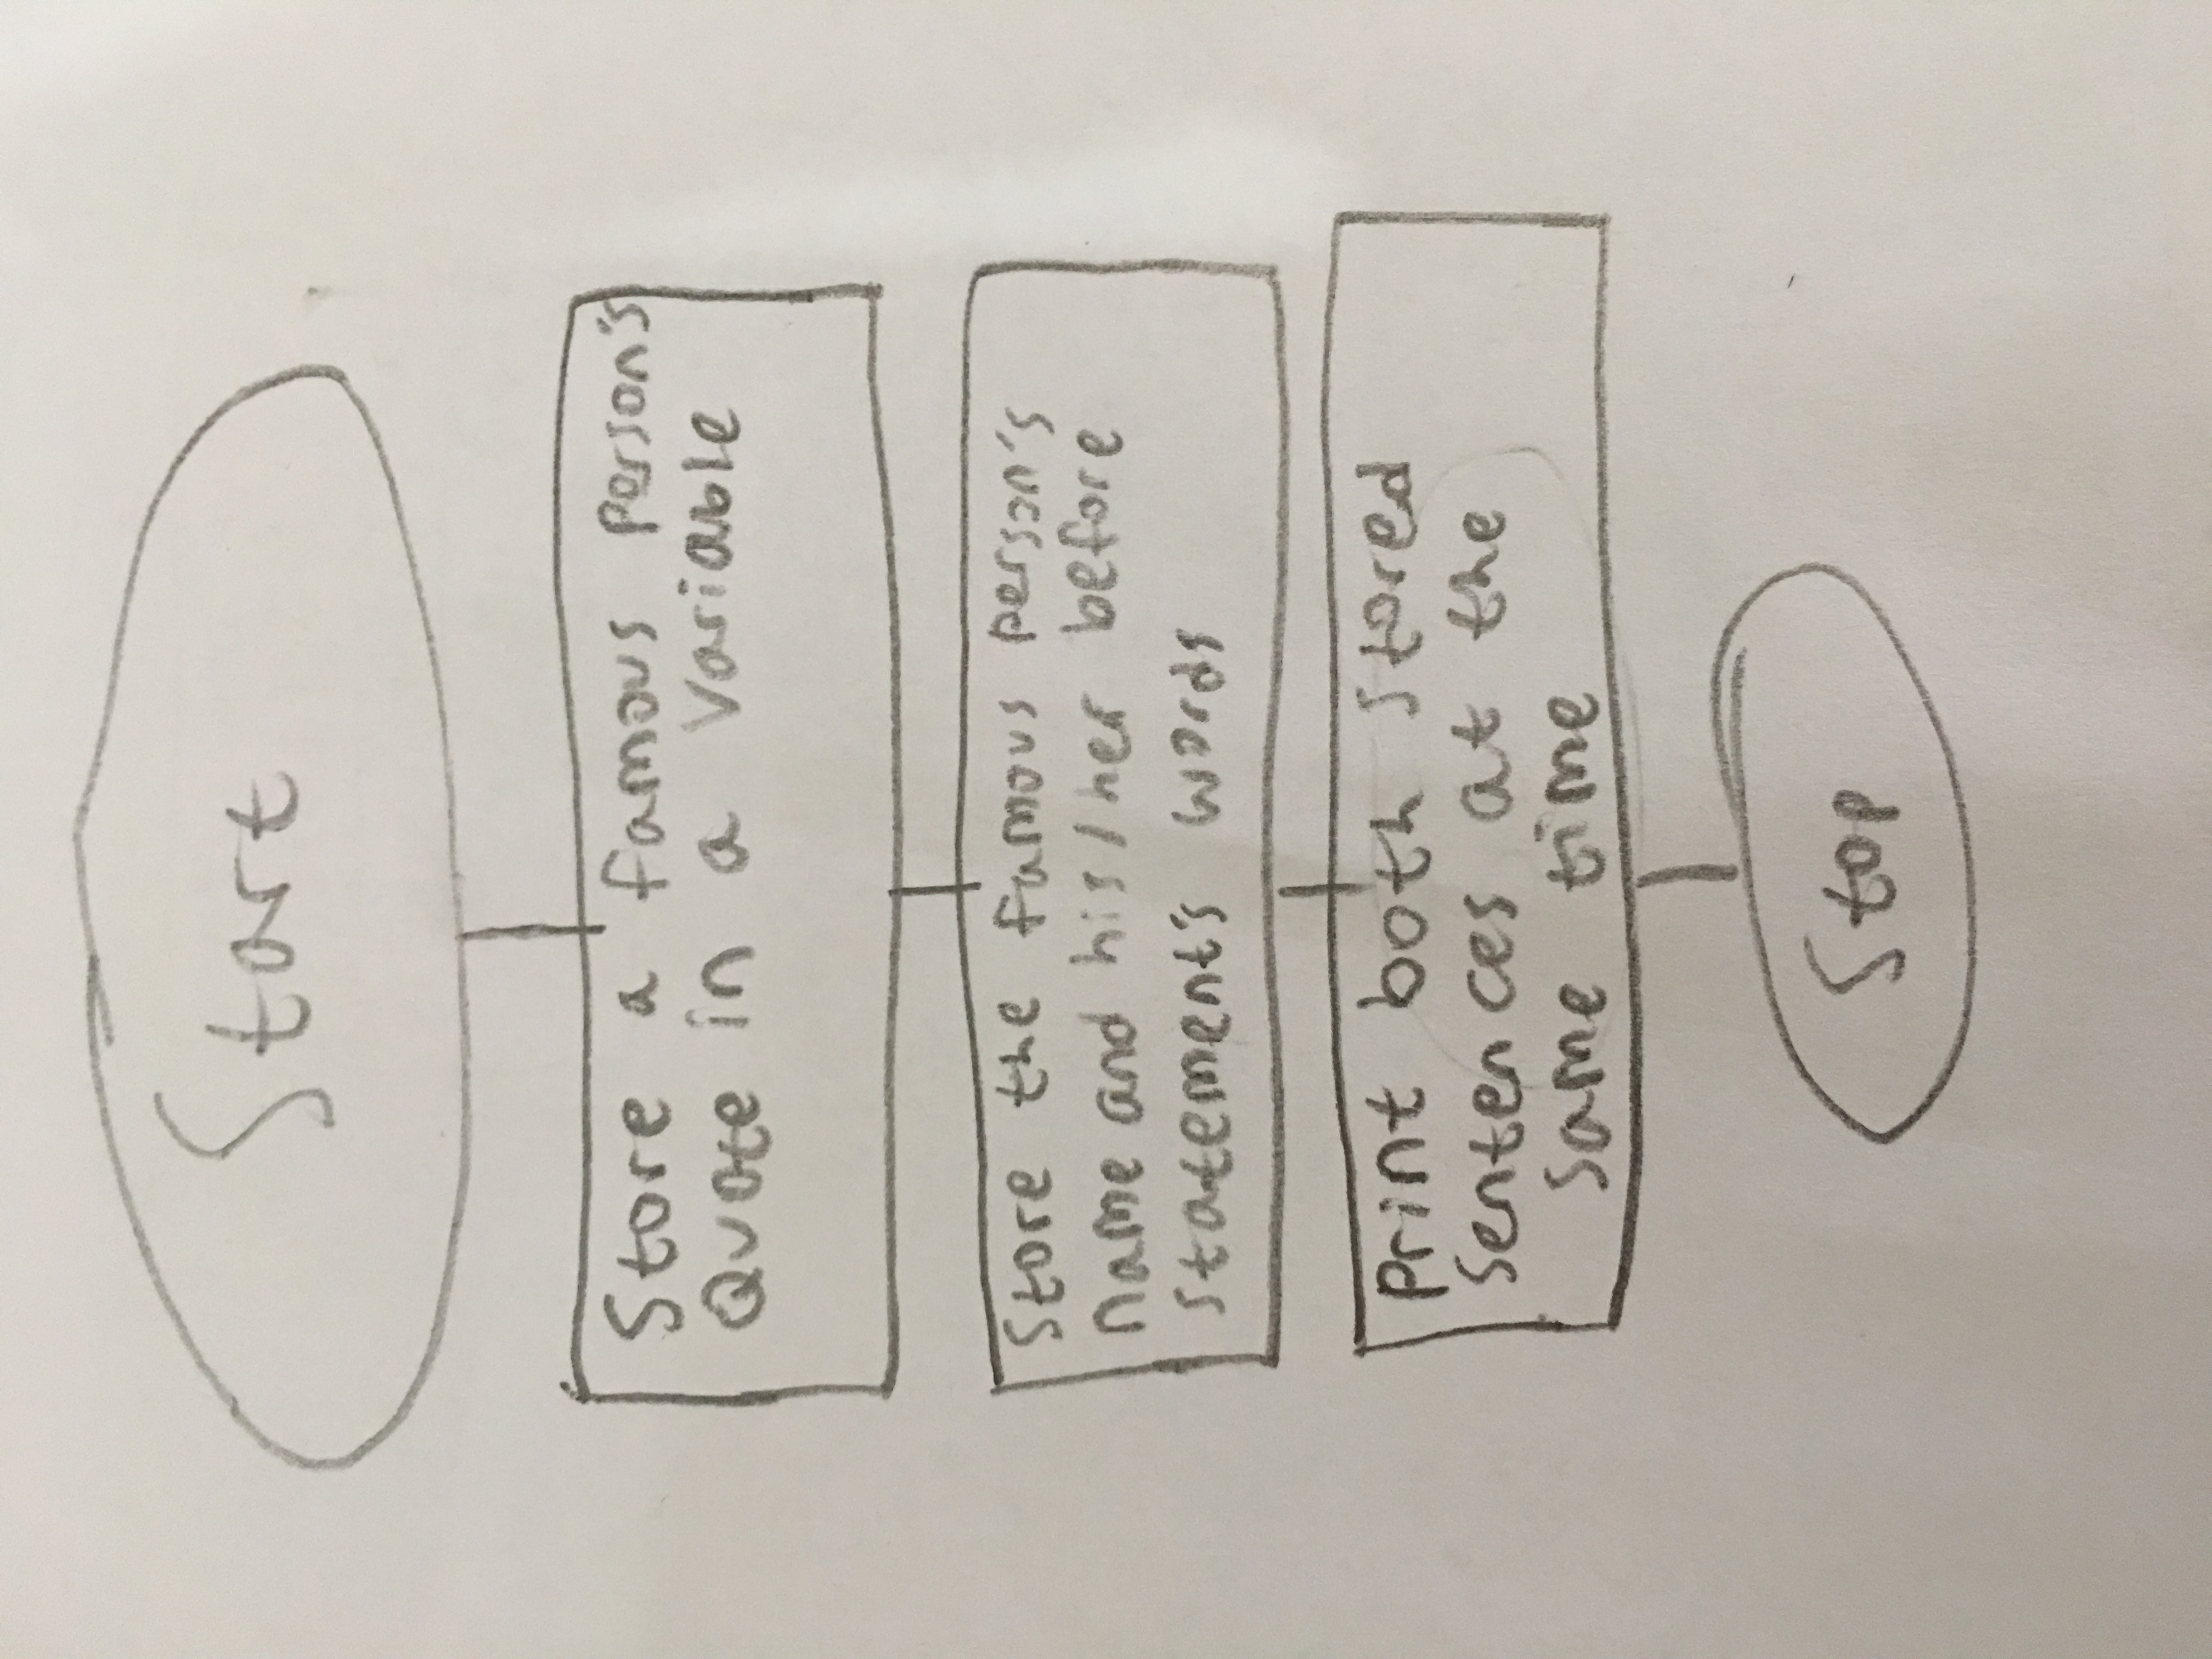 Start
Store a famous person's
Quote in a variable
Store the famous person's
name and his/her before
statement's words
print both stored
sentences at the
same time
Stop